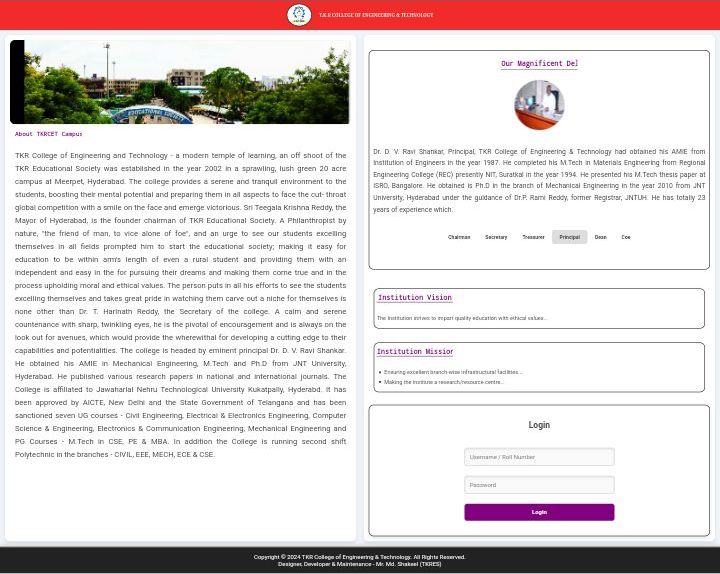 T.K.R COLLEGE OF ENGINEERING & TECHNOLOGY
About TKRCET Campus
TKR College of Engineering and Technology - a modern temple of learning, an off shoot of the
TKR Educational Society was established in the year 2002 in a sprawling, lush green 20 acre
campus at Meerpet, Hyderabad. The college provides a serene and tranquil environment to the
students, boosting their mental potential and preparing them in all aspects to face the cut- throat
global competition with a smile on the face and emerge victorious. Sri Teegala Krishna Reddy, the
Mayor of Hyderabad, is the founder chairman of TKR Educational Society. A Philanthropist by
nature, "the friend of man, to vice alone of foe", and an urge to see our students excelling
themselves in all fields prompted him to start the educational society; making it easy for
education to be within arm's length of even a rural student and providing them with an
independent and easy in the for pursuing their dreams and making them come true and in the
process upholding moral and ethical values. The person puts in all his efforts to see the students
excelling themselves and takes great pride in watching them carve out a niche for themselves is
none other than Dr. T. Harinath Reddy, the Secretary of the college. A calm and serene
countenance with sharp, twinkling eyes, he is the pivotal of encouragement and is always on the
look out for avenues, which would provide the wherewithal for developing a cutting edge to their
capabilities and potentialities. The college is headed by eminent principal Dr. D. V. Ravi Shankar.
He obtained his AMIE in Mechanical Engineering, M.Tech and Ph.D from JNT University,
Hyderabad. He published various research papers in national and international journals. The
College is affiliated to Jawaharlal Nehru Technological University Kukatpally, Hyderabd. It has
been approved by AICTE, New Delhi and the State Government of Telangana and has been
sanctioned seven UG courses - Civil Engineering, Electrical & Electronics Engineering, Computer
Science & Engineering, Electronics & Communication Engineering, Mechanical Engineering and
PG Courses - M.Tech in CSE, PE & MBA. In addition the College is running second shift
Polytechnic in the branches - CIVIL, EEE, MECH, ECE & CSE.
Our Magnificent Del
Dr. D. V. Ravi Shankar, Principal, TKR College of Engineering & Technology had obtained his AMIE from
Institution of Engineers in the year 1987. He completed his M.Tech in Materials Engineering from Regional
Engineering College (REC) presently NIT, Suratkal in the year 1994. He presented his M.Tech thesis paper at
ISRO, Bangalore. He obtained is Ph.D in the branch of Mechanical Engineering in the year 2010 from JNT
University, Hyderabad under the guidance of Dr.P. Rami Reddy, former Registrar, JNTUH. He has totally 23
years of experience which.
Chairman Secretary Treasurer Principal Dean Coe
Institution Vision
The Institution strives to impart quality education with ethical values...
Institution Mission
Ensuring excellent branch-wise infrastructural facilities...
Making the institute a research/resource centre...
Login
Username / Roll Number
Password
Login
Copyright © 2024 TKR College of Engineering & Technology. All Rights Reserved.
Designer, Developer & Maintenance - Mr. Md. Shakeel (TKRES)